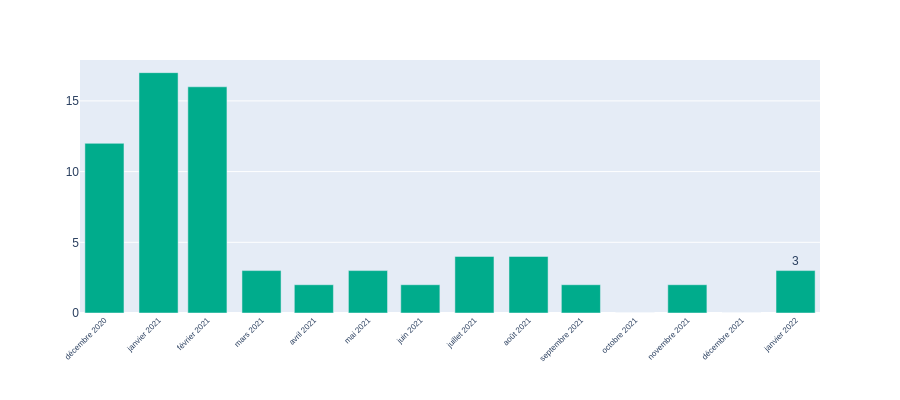 15
10
5
0
3
décembre 2020
janvier 2021
février 2021
mars 2021
avril 2021
mai 2021
juin 2021
juillet 2021
août 2021
septembre 2021
octobre 2021
novembre 2021
décembre 2021
janvier 2022